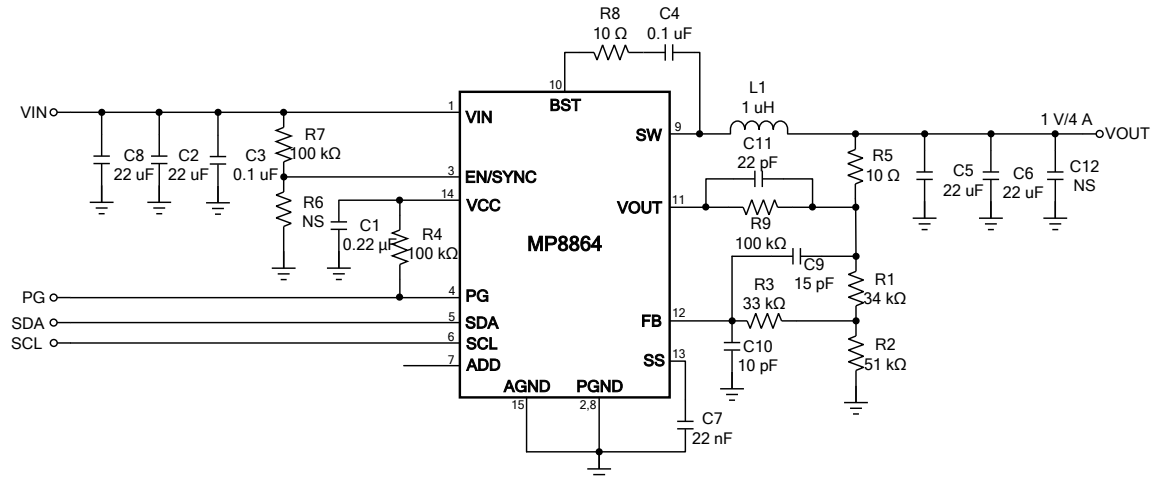 R8
10 Ω
C4
0.1 uF
10
BST
L1
1 uH
VIN
1
VIN
SW
9
1 V/4 A
VOUT
R7
100 kΩ
C8
22 uF
C2
22 uF
C3
0.1 uF
C11
22 pF
R5
10 Ω
C5
22 uF
C6
22 uF
C12
NS
3
EN/SYNC
14
VCC
R6
NS
C1
0.22 µF
R4
100 kΩ
VOUT
11
R9
100 kΩ
MP8864
C9
15 pF
R3
33 kΩ
R1
34 kΩ
PG
4
PG
SDA
5
SDA
SCL
6
SCL
7
ADD
FB
12
C10
10 pF
R2
51 kΩ
SS
13
AGND
PGND
15
2,8
C7
22 nF